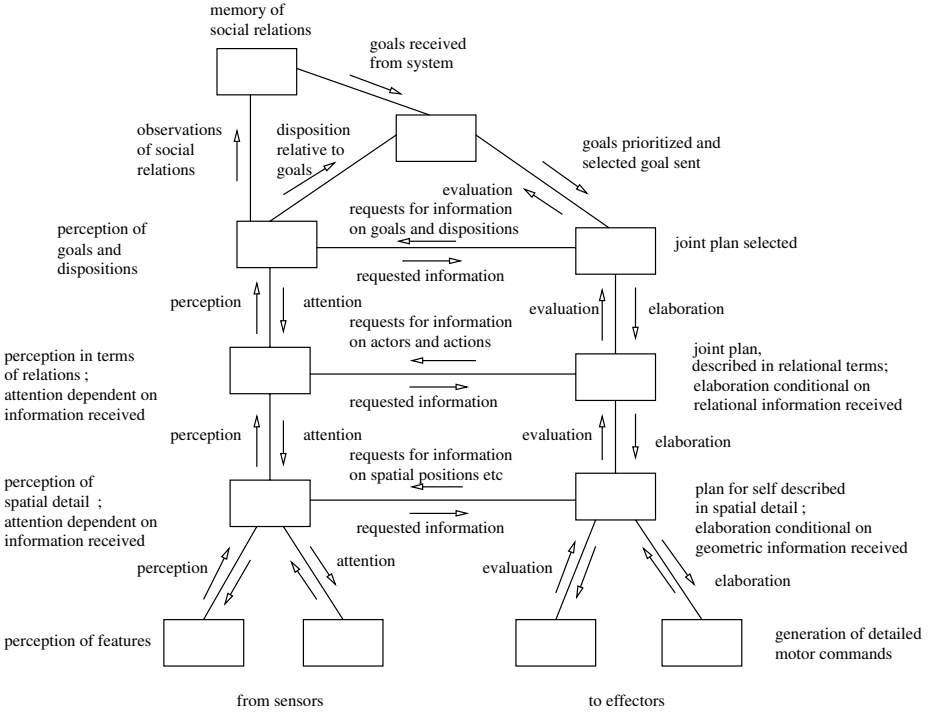 memory of
social relations
goals received
from system
observations
of social
relations
disposition
relative to
goals
goals prioritized and
selected goal sent
evaluation
requests for information
on goals and dispositions
requested information
perception of
goals and
dispositions
joint plan selected
perception
attention
evaluation
elaboration
requests for information
on actors and actions
requested information
perception in terms
of relations ;
attention dependent on
information received
joint plan,
described in relational terms;
elaboration conditional on
relational information received
perception
attention
evaluation
elaboration
requests for information
on spatial positions etc
requested information
perception of
spatial detail ;
attention dependent on
information received
plan for self described
in spatial detail ;
elaboration conditional on
geometric information received
perception
attention
evaluation
elaboration
perception of features
generation of detailed
motor commands
from sensors
to effectors